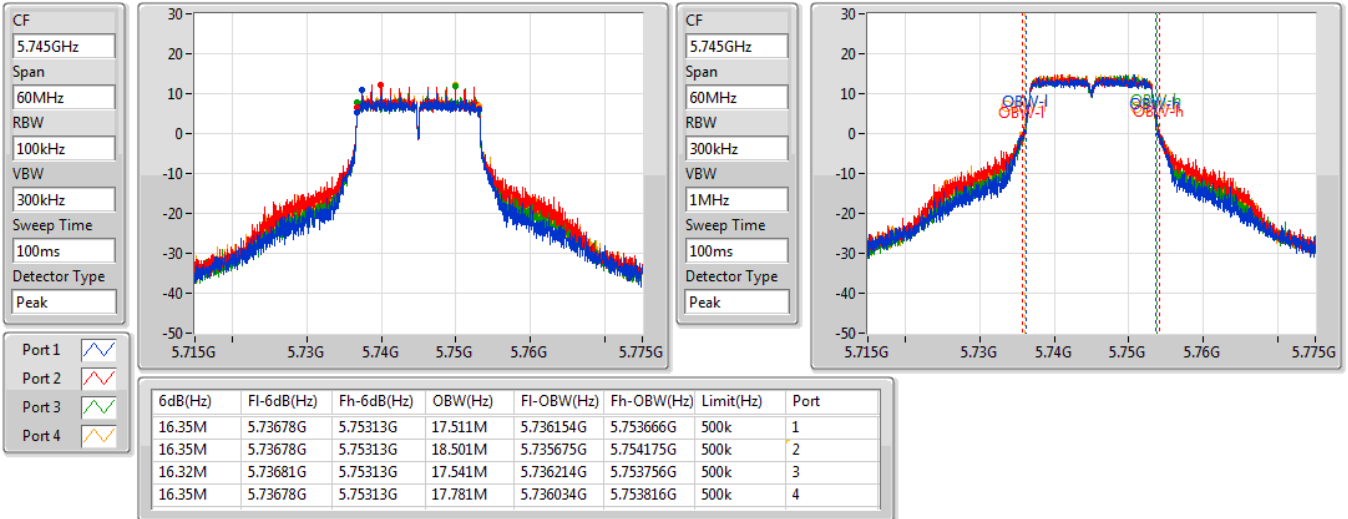 CF
5.745GHz
Span
60MHz
RBW
100kHz
VBW
300kHz
Sweep Time
100ms
Detector Type
Peak
30
20
10
0
-10
-20
-30
-40
-50
5.715G 5.73G 5.74G 5.75G 5.76G 5.775G
CF
5.745GHz
Span
60MHz
RBW
300kHz
VBW
1MHz
Sweep Time
100ms
Detector Type
Peak
30
20
10
0
-10
-20
-30
-40
-50
OBW-l OBW-h
OBW-l OBW-h
5.715G 5.73G 5.74G 5.75G 5.76G 5.775G
Port 1
Port 2
Port 3
Port 4
6dB(Hz) Fl-6dB(Hz) Fh-6dB(Hz) OBW(Hz) Fl-OBW(Hz) Fh-OBW(Hz) Limit(Hz) Port
16.35M 5.73678G 5.75313G 17.511M 5.736154G 5.753666G 500k 1
16.35M 5.73678G 5.75313G 18.501M 5.735675G 5.754175G 500k 2
16.32M 5.73681G 5.75313G 17.541M 5.736214G 5.753756G 500k 3
16.35M 5.73678G 5.75313G 17.781M 5.736034G 5.753816G 500k 4